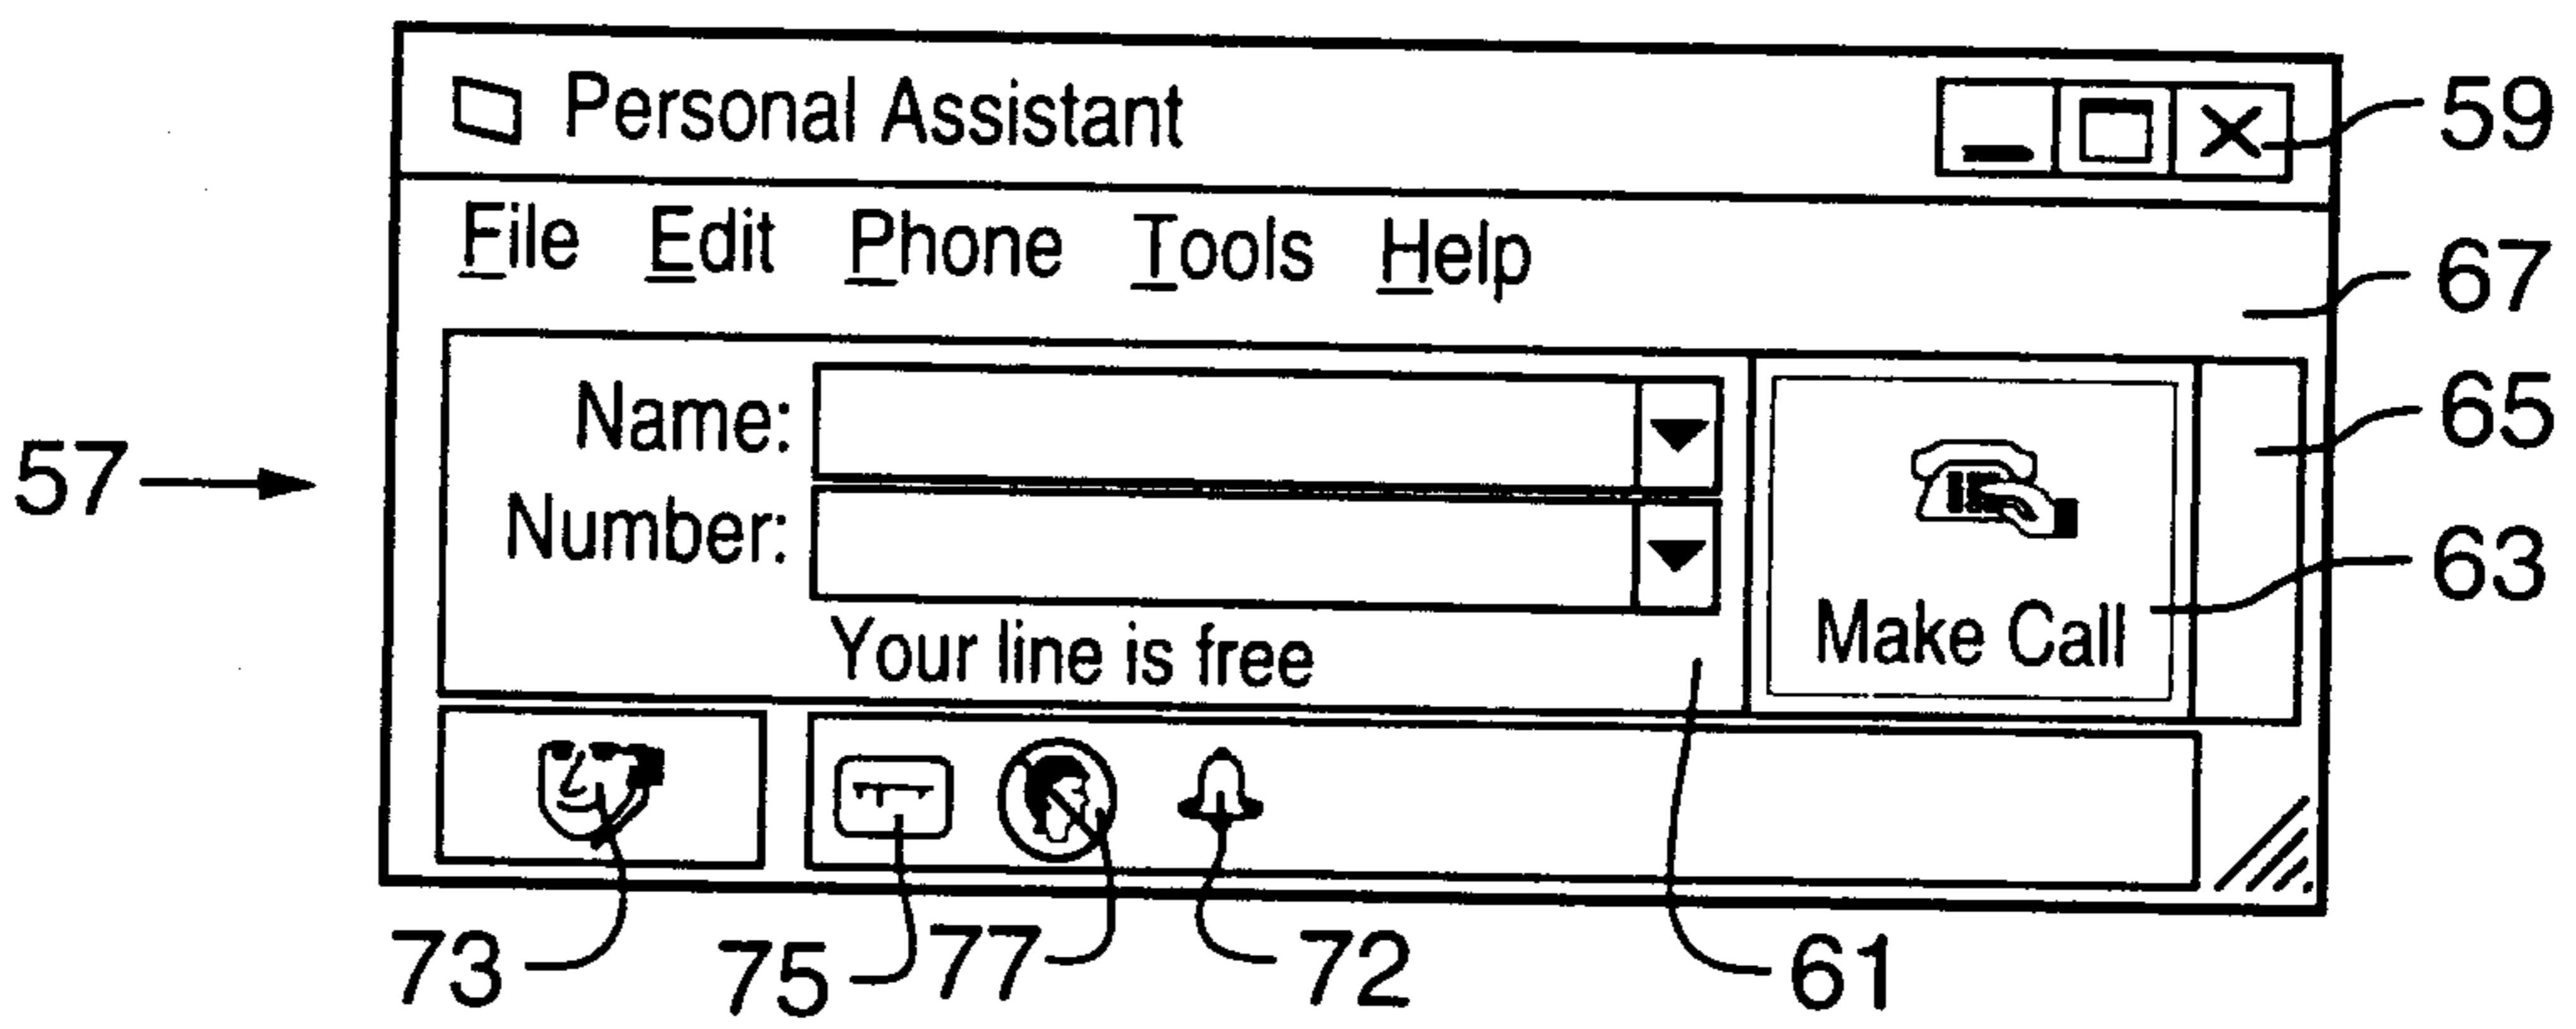 Personal Assistant
59
File Edit Phone Tools Help
67
Name:
65
57
Number:
63
Your line is free
Make Call
73
75
77
72
61